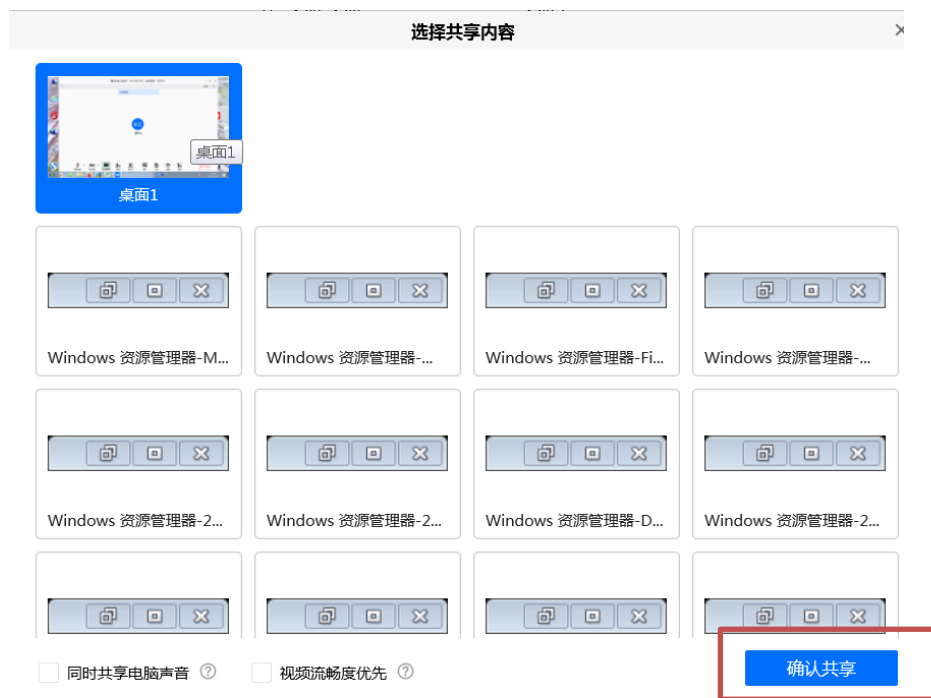 选择共享内容
桌面1
桌面1
Windows 资源管理器-M...
Windows 资源管理器-...
Windows 资源管理器-Fi...
Windows 资源管理器-...
Windows 资源管理器-2...
Windows 资源管理器-2...
Windows 资源管理器-D...
Windows 资源管理器-2...
同时共享电脑声音
视频流畅度优先
确认共享